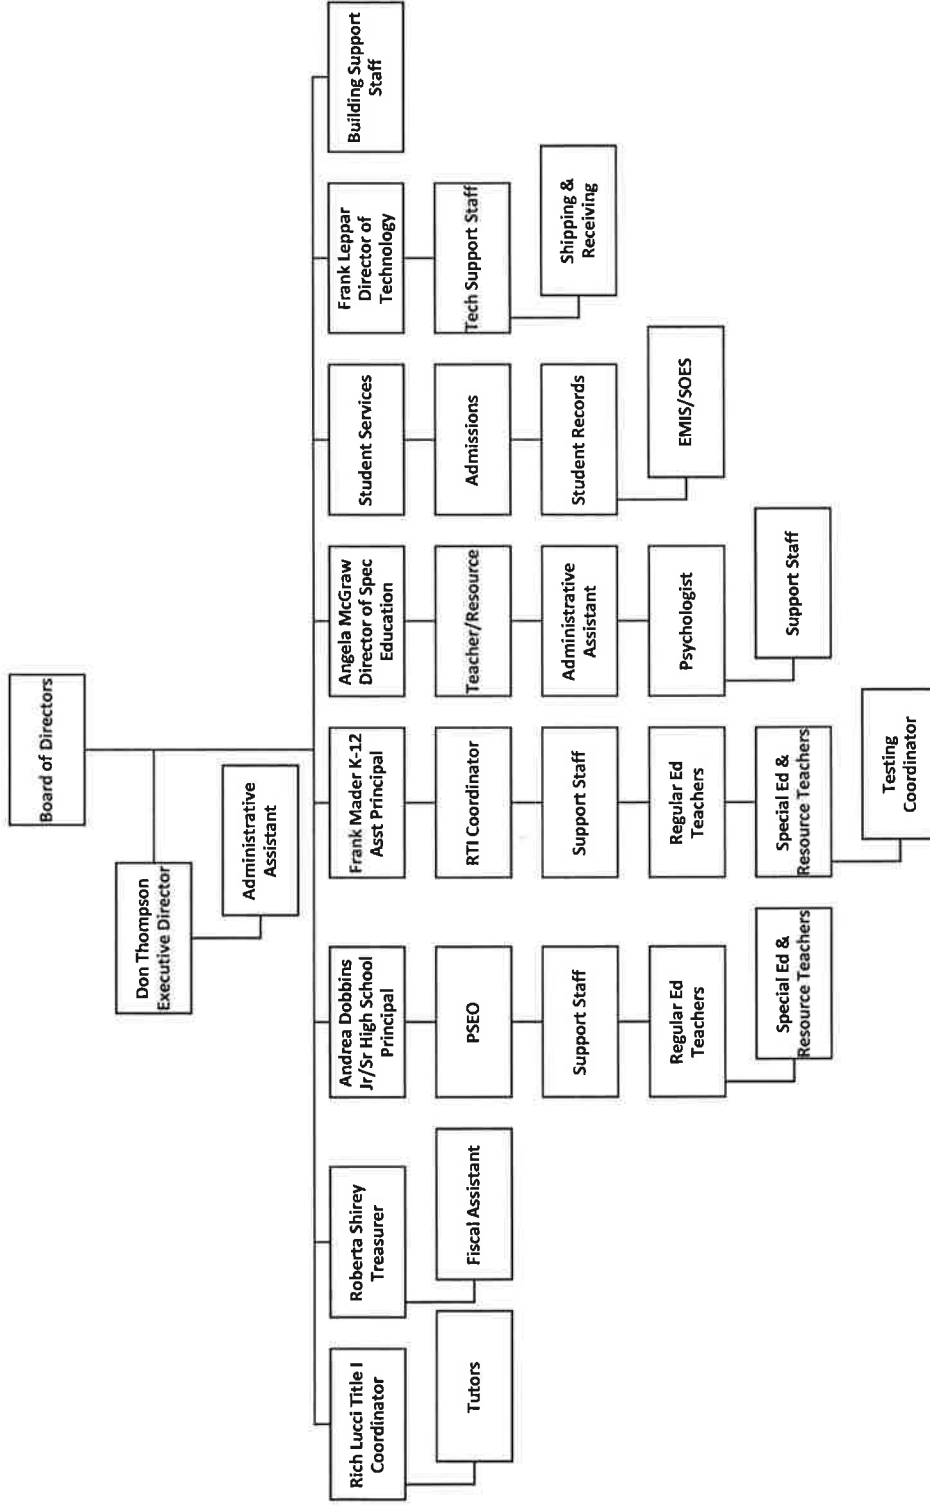 Board of Directors
Don Thompson
Executive Director
Administrative
Assistant
Rich Lucci Title I
Coordinator
Tutors
Roberta Shirey
Treasurer
Fiscal Assistant
Andrea Dobbins
Jr/Sr High School
Principal
PSEO
Support Staff
Regular Ed
Teachers
Special Ed &
Resource Teachers
Frank Mader K-12
Asst Principal
RTI Coordinator
Support Staff
Regular Ed
Teachers
Special Ed &
Resource Teachers
Testing
Coordinator
Angela McGraw
Director of Spec
Education
Teacher/Resource
Administrative
Assistant
Psychologist
Support Staff
Student Services
Admissions
Student Records
EMIS/SOES
Frank Leppar
Director of
Technology
Tech Support Staff
Shipping &
Receiving
Building Support
Staff